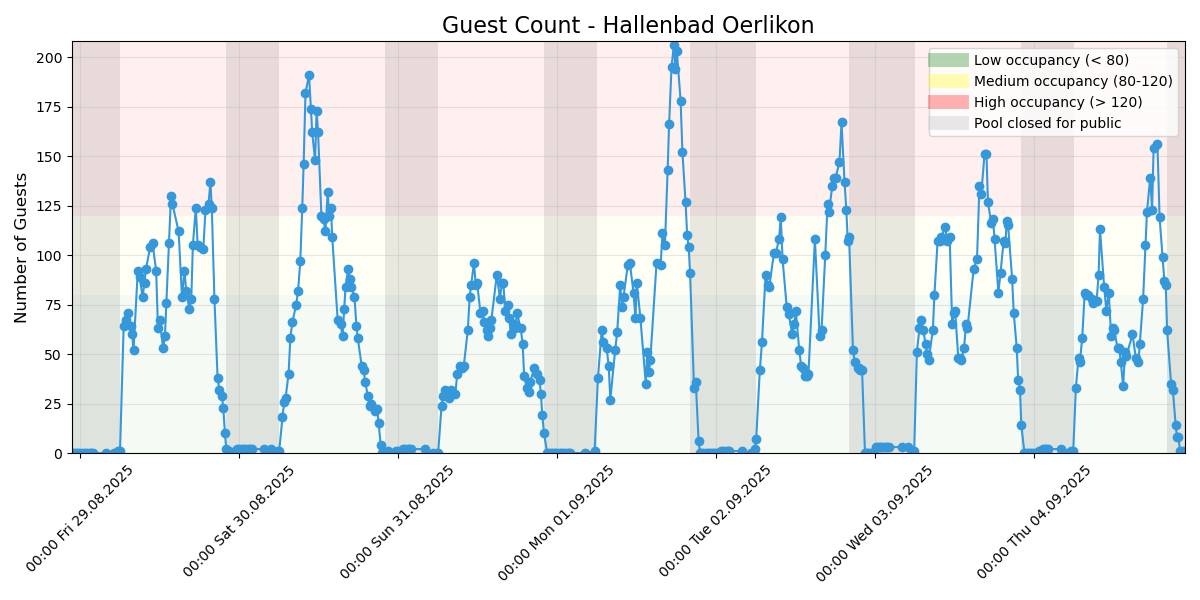 Guest Count - Hallenbad Oerlikon
Number of Guests
200
175
150
125
100
75
50
25
0
Low occupancy (< 80)
Medium occupancy (80-120)
High occupancy (> 120)
Pool closed for public
00:00 Fri 29.08.2025
00:00 Sat 30.08.2025
00:00 Sun 31.08.2025
00:00 Mon 01.09.2025
00:00 Tue 02.09.2025
00:00 Wed 03.09.2025
00:00 Thu 04.09.2025